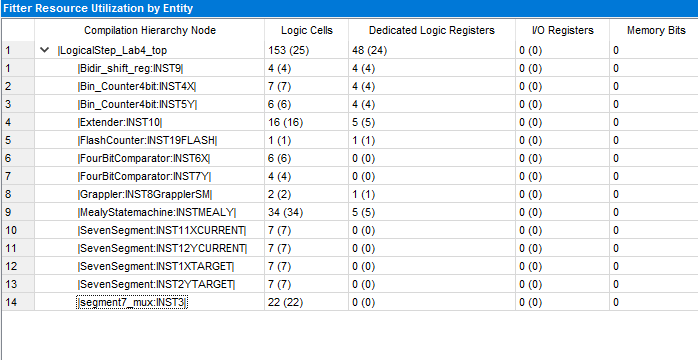 Fitter Resource Utilization by Entity
Compilation Hierarchy Node Logic Cells Dedicated Logic Registers I/O Registers Memory Bits
1 |LogicalStep_Lab4_top 153 (25) 48 (24) 0 (0) 0
1 |Bidir_shift_reg:INST9| 4 (4) 4 (4) 0 (0) 0
2 |Bin_Counter4bit:INST4X| 7 (7) 4 (4) 0 (0) 0
3 |Bin_Counter4bit:INST5Y| 6 (6) 4 (4) 0 (0) 0
4 |Extender:INST10| 16 (16) 5 (5) 0 (0) 0
5 |FlashCounter:INST19FLASH| 1 (1) 1 (1) 0 (0) 0
6 |FourBitComparator:INST6X| 6 (6) 0 (0) 0 (0) 0
7 |FourBitComparator:INST7Y| 4 (4) 0 (0) 0 (0) 0
8 |Grappler:INST8GrapplerSM| 2 (2) 1 (1) 0 (0) 0
9 |MealyStatemachine:INSTMEALY| 34 (34) 5 (5) 0 (0) 0
10 |SevenSegment:INST11XCURRENT| 7 (7) 0 (0) 0 (0) 0
11 |SevenSegment:INST12YCURRENT| 7 (7) 0 (0) 0 (0) 0
12 |SevenSegment:INST1XTARGET| 7 (7) 0 (0) 0 (0) 0
13 |SevenSegment:INST2YTARGET| 7 (7) 0 (0) 0 (0) 0
14 |segment7_mux:INST3| 22 (22) 0 (0) 0 (0) 0